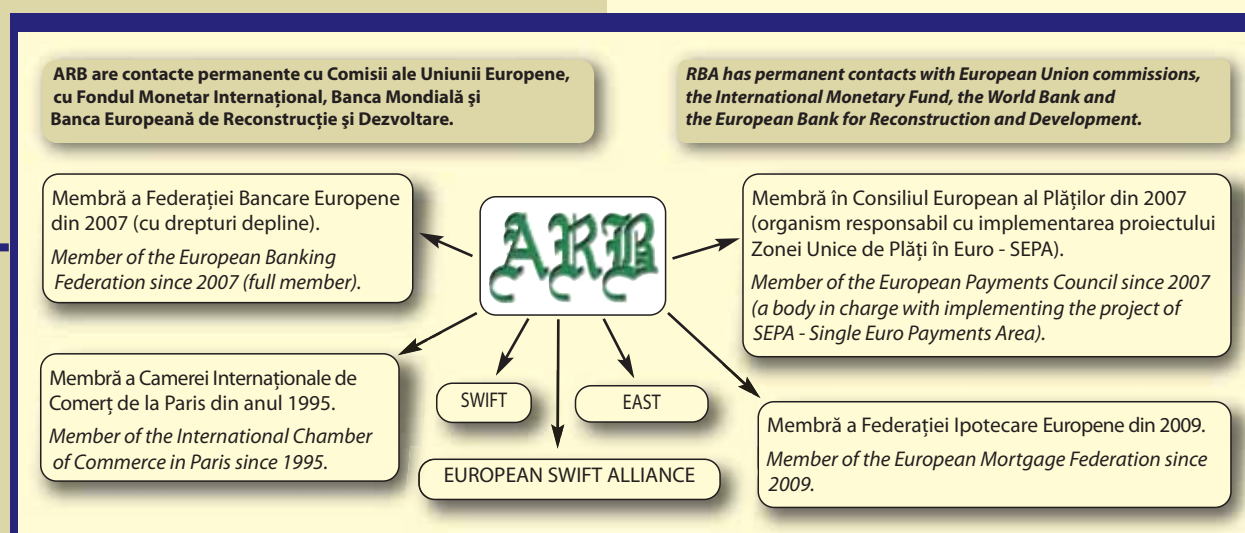 ARB are contacte permanente cu Comisii ale Uniunii Europene,
cu Fondul Monetar Internațional, Banca Mondială şi
Banca Europeană de Reconstrucție şi Dezvoltare.
RBA has permanent contacts with European Union commissions,
the International Monetary Fund, the World Bank and
the European Bank for Reconstruction and Development.
Membră a Federației Bancare Europene
din 2007 (cu drepturi depline).
Member of the European Banking
Federation since 2007 (full member).
ARB
Membră în Consiliul European al Plăților din 2007
(organism responsabil cu implementarea proiectului
Zonei Unice de Plăți în Euro - SEPA).
Member of the European Payments Council since 2007
(a body in charge with implementing the project of
SEPA - Single Euro Payments Area).
Membră a Camerei Internaționale de
Comerț de la Paris din anul 1995.
Member of the International Chamber
of Commerce in Paris since 1995.
SWIFT
EAST
EUROPEAN SWIFT ALLIANCE
Membră a Federației Ipotecare Europene din 2009.
Member of the European Mortgage Federation since
2009.